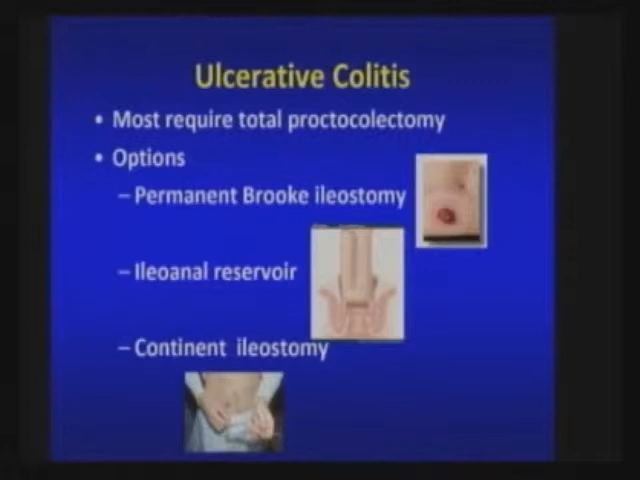 Ulcerative Colitis
• Most require total proctocolectomy
• Options
– Permanent Brooke ileostomy
– Ileoanal reservoir
– Continent ileostomy